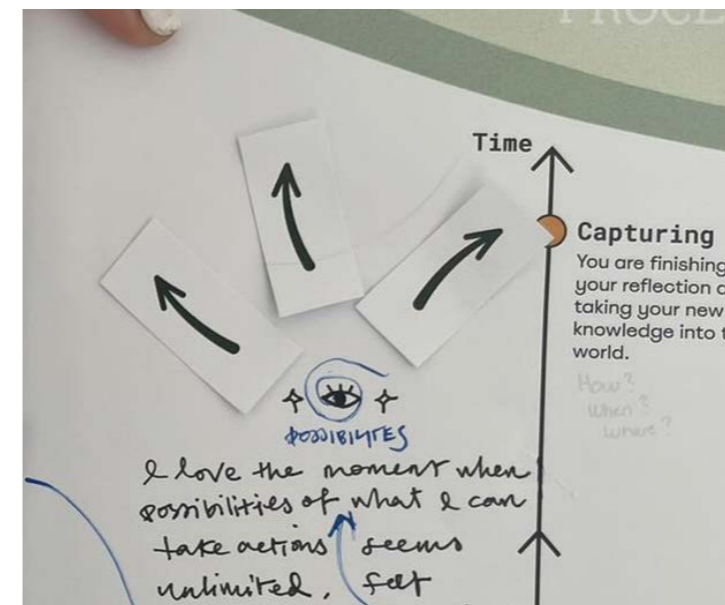 Time
Capturing
You are finishing
your reflection
taking your new
knowledge into
world.
How?
When?
Where?
POSSIBILITES
I love the moment when
possibilities of what I can
take actions seems
unlimited, felt